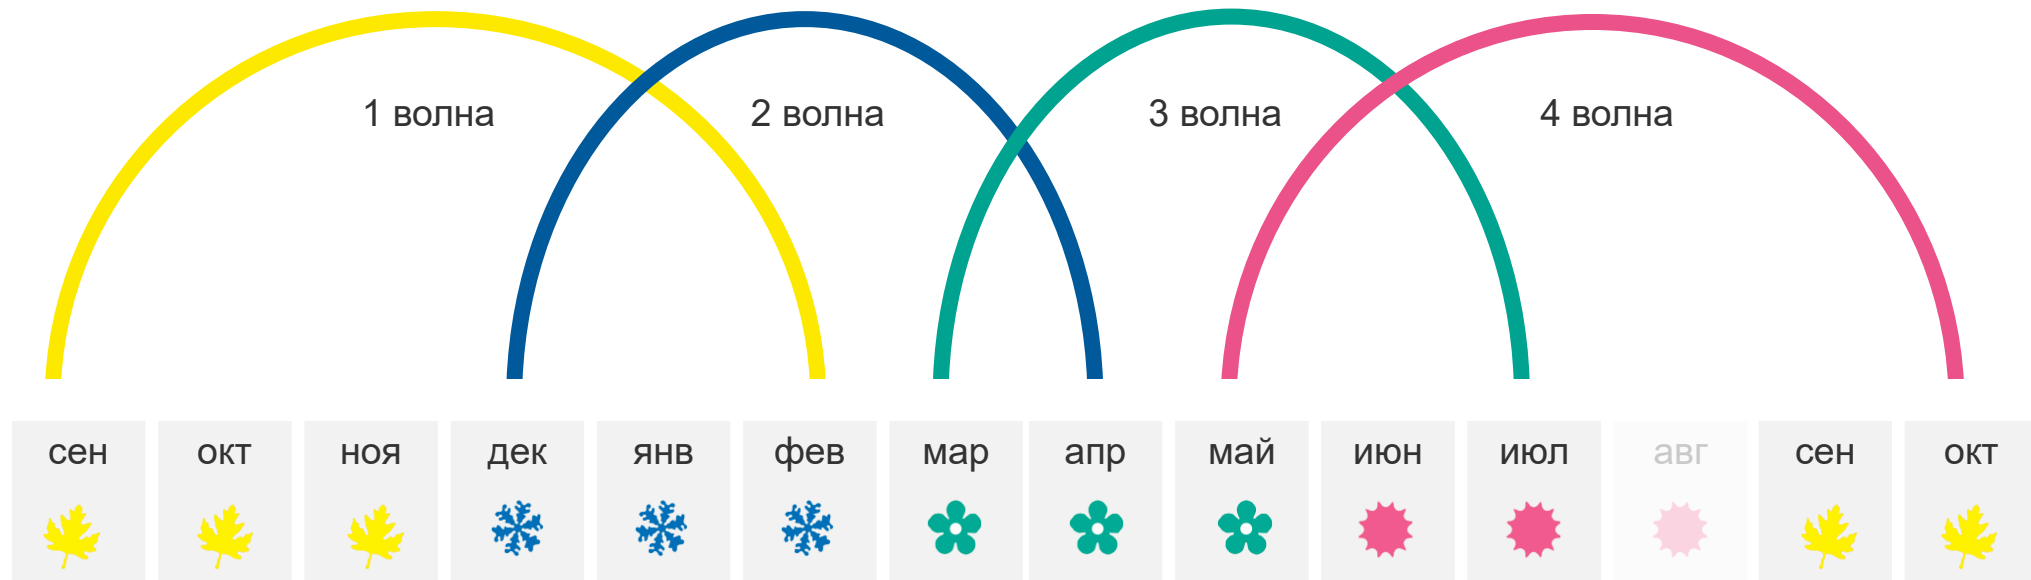 1 волна 2 волна 3 волна 4 волна
сен окт ноя дек янв фев мар апр май июн июл авг сен окт